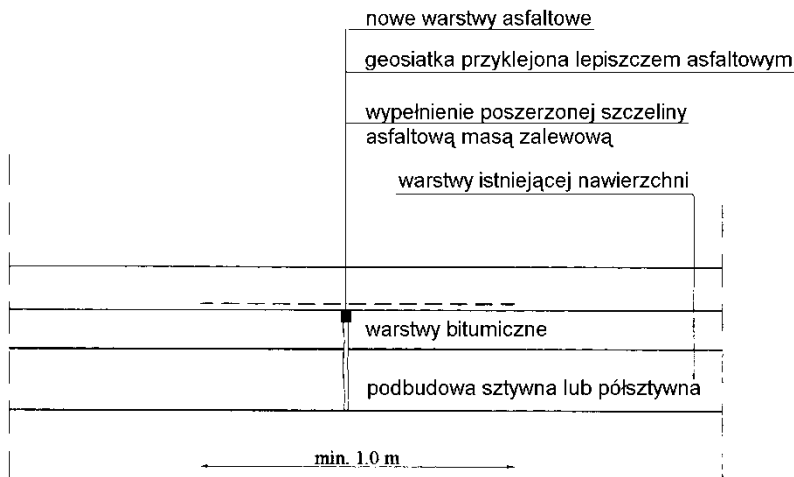 nowe warstwy asfaltowe
geosiatka przyklejona lepiszczem asfaltowym
wypełnienie poszerzonej szczeliny
asfaltową masą zalewową
warstwy istniejącej nawierzchni
warstwy bitumiczne
podbudowa sztywna lub półsztywna
min. 1.0 m